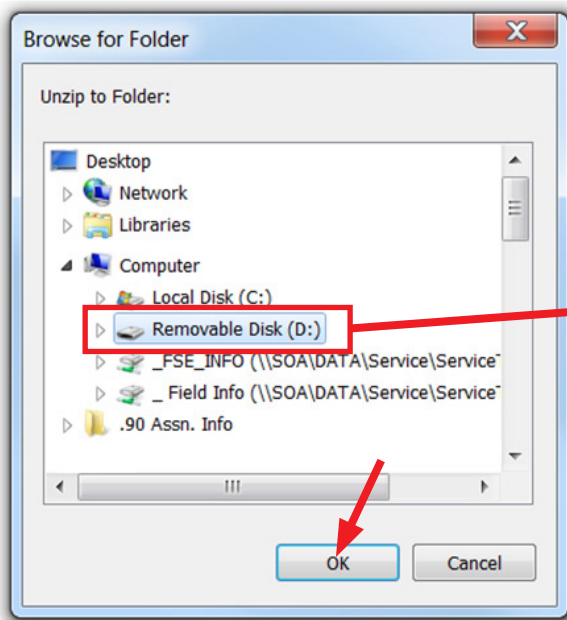 Browse for Folder
Unzip to Folder:
Desktop
Network
Libraries
Computer
Local Disk (C:)
Removable Disk (D:)
_FSE_INFO (\\SOA\DATA\Service\Service
_ Field Info (\\SOA\DATA\Service\Service
.90 Assn. Info
OK
Cancel